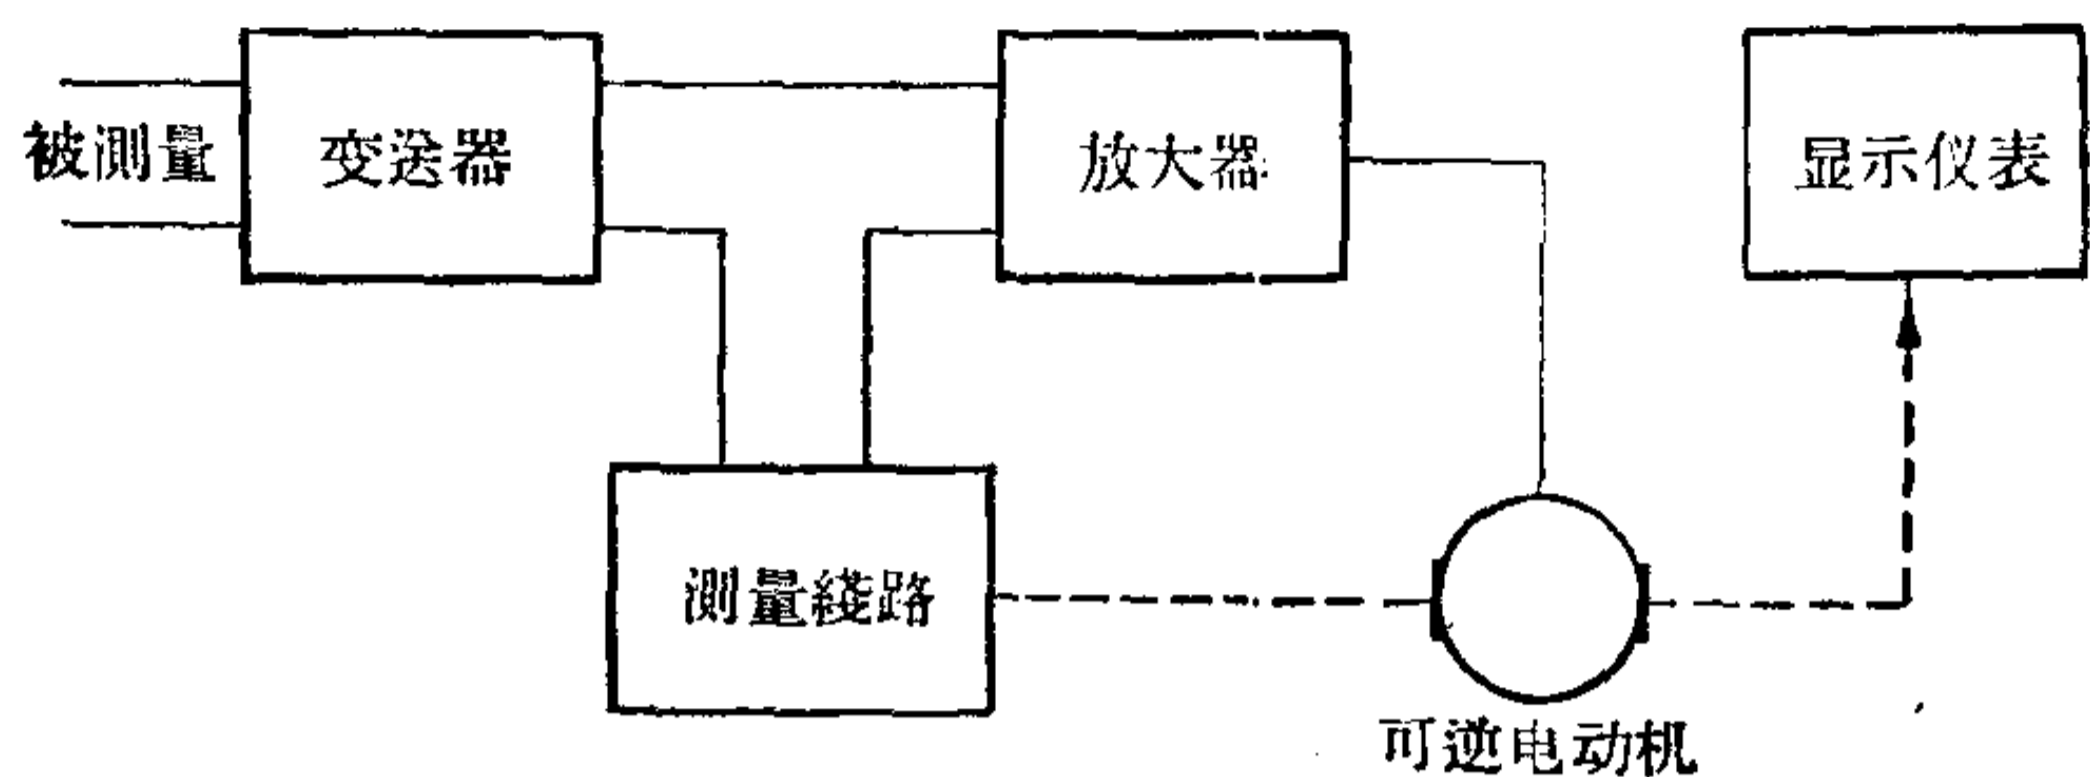 被测量
变送器
放大器
显示仪表
测量线路
可逆电动机